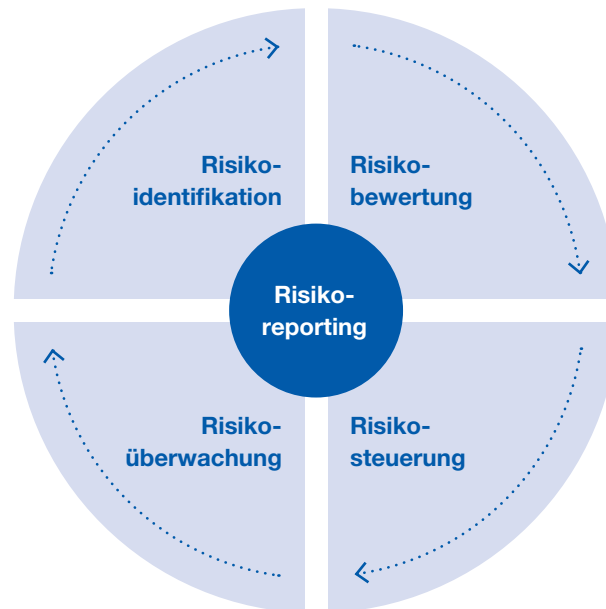 Risiko-
identifikation
Risiko-
bewertung
Risiko-
reporting
Risiko-
überwachung
Risiko-
steuerung